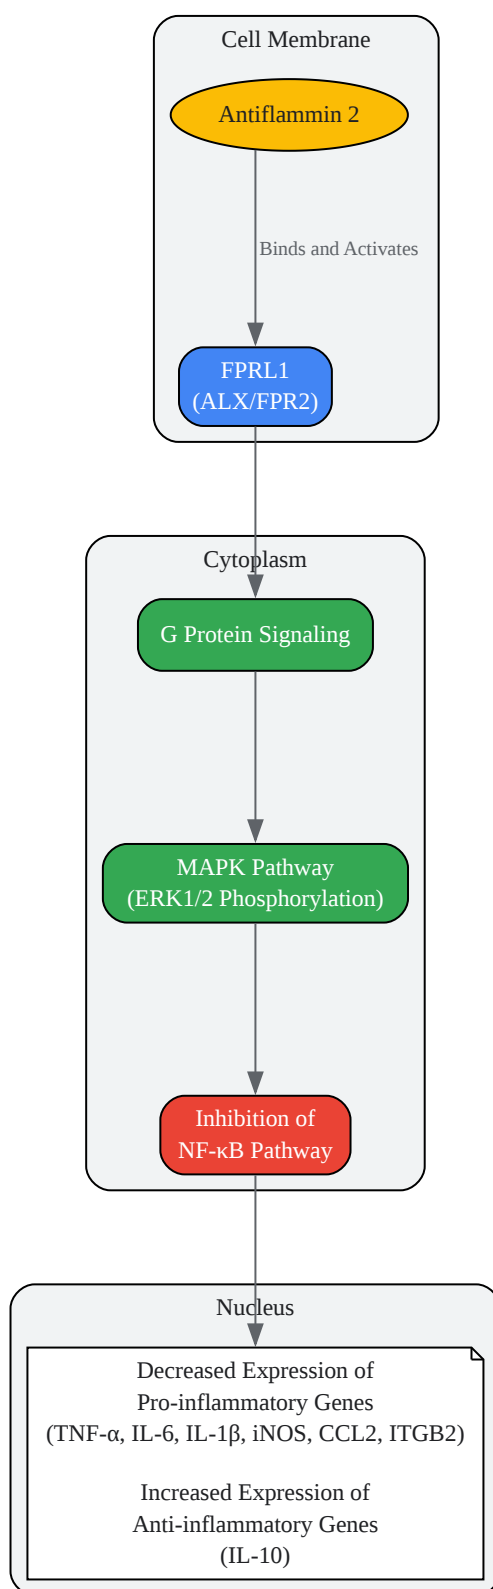 Cell Membrane
Antiflammin 2
Binds and Activates
FPRL1
(ALX/FPR2)
Cytoplasm
G Protein Signaling
MAPK Pathway
(ERK1/2 Phosphorylation)
Inhibition of
NF-κB Pathway
Nucleus
Decreased Expression of
Pro-inflammatory Genes
(TNF-α, IL-6, IL-1β, iNOS, CCL2, ITGB2)
Increased Expression of
Anti-inflammatory Genes
(IL-10)